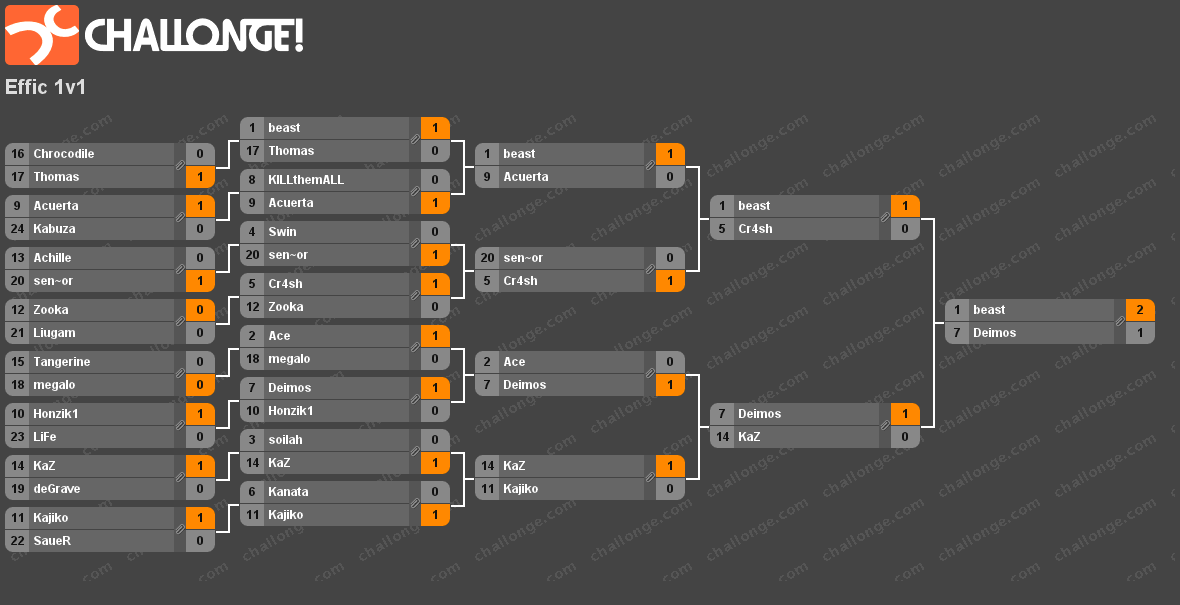 CHALLONGE!
Effic 1v1
16 Chrocodile 0
17 Thomas 1
9 Acuerta 1
24 Kabuza 0
13 Achille 0
20 sen~or 1
12 Zooka 0
21 Liugam 0
15 Tangerine 0
18 megalo 0
10 Honzik1 1
23 LiFe 0
14 KaZ 1
19 deGrave 0
11 Kajiko 1
22 SaueR 0
1 beast 1
17 Thomas 0
8 KILLthemALL 0
9 Acuerta 1
4 Swin 0
20 sen~or 1
5 Cr4sh 1
12 Zooka 0
2 Ace 1
18 megalo 0
7 Deimos 1
10 Honzik1 0
3 soilah 0
14 KaZ 1
6 Kanata 0
11 Kajiko 1
1 beast 1
9 Acuerta 0
20 sen~or 0
5 Cr4sh 1
2 Ace 0
7 Deimos 1
14 KaZ 1
11 Kajiko 0
1 beast 1
5 Cr4sh 0
7 Deimos 1
14 KaZ 0
1 beast 2
7 Deimos 1
challonge.com